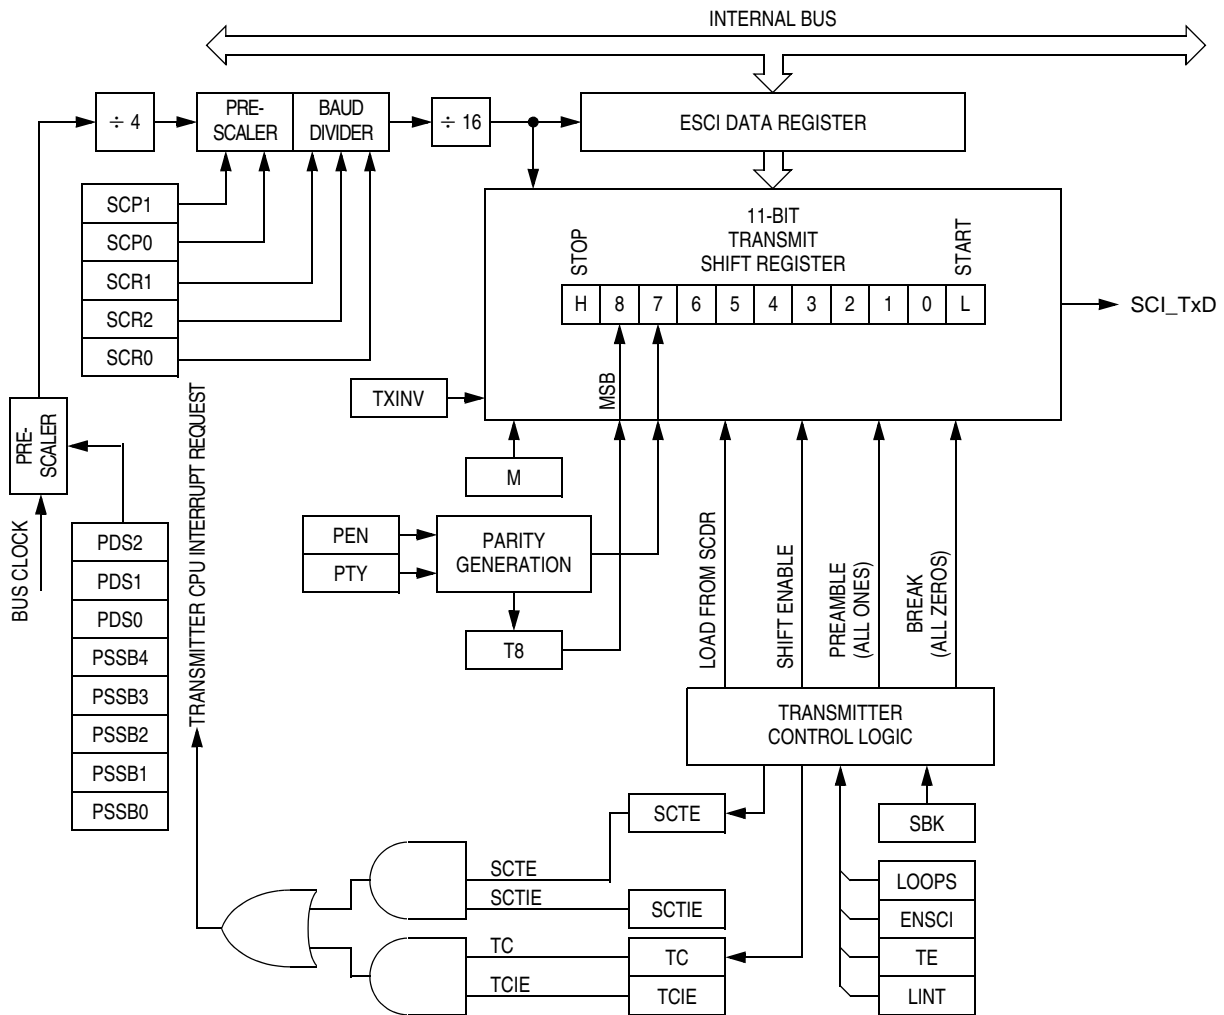 INTERNAL BUS
÷ 4
PRE-
SCALER
BAUD
DIVIDER
÷ 16
ESCI DATA REGISTER
SCP1
SCP0
SCR1
SCR2
SCR0
11-BIT
TRANSMIT
SHIFT REGISTER
STOP
START
H 8 7 6 5 4 3 2 1 0 L
SCI_TxD
MSB
TXINV
M
PRE-
SCALER
BUS CLOCK
TRANSMITTER CPU INTERRUPT REQUEST
PDS2
PDS1
PDS0
PSSB4
PSSB3
PSSB2
PSSB1
PSSB0
PEN
PTY
PARITY
GENERATION
T8
LOAD FROM SCDR
SHIFT ENABLE
PREAMBLE
(ALL ONES)
BREAK
(ALL ZEROS)
TRANSMITTER
CONTROL LOGIC
SCTE
SBK
SCTE
SCTIE
SCTIE
TC
TC
TCIE
TCIE
LOOPS
ENSCI
TE
LINT